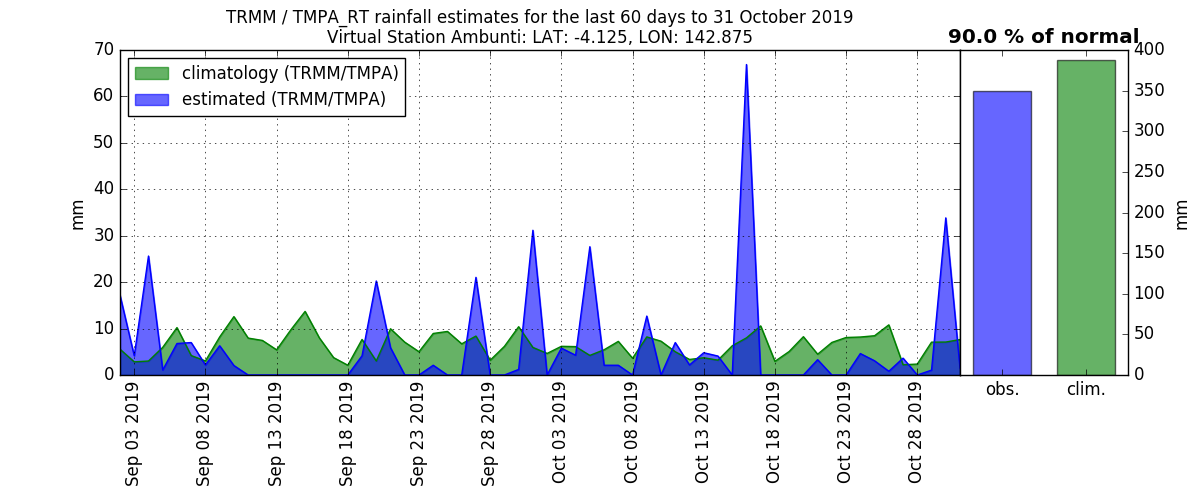 TRMM / TMPA_RT rainfall estimates for the last 60 days to 31 October 2019
Virtual Station Ambunti: LAT: -4.125, LON: 142.875
90.0 % of normal
climatology (TRMM/TMPA)
estimated (TRMM/TMPA)
70
60
50
40
30
20
10
0
mm
Sep 03 2019
Sep 08 2019
Sep 13 2019
Sep 18 2019
Sep 23 2019
Sep 28 2019
Oct 03 2019
Oct 08 2019
Oct 13 2019
Oct 18 2019
Oct 23 2019
Oct 28 2019
obs.
clim.
400
350
300
250
200
150
100
50
0
mm